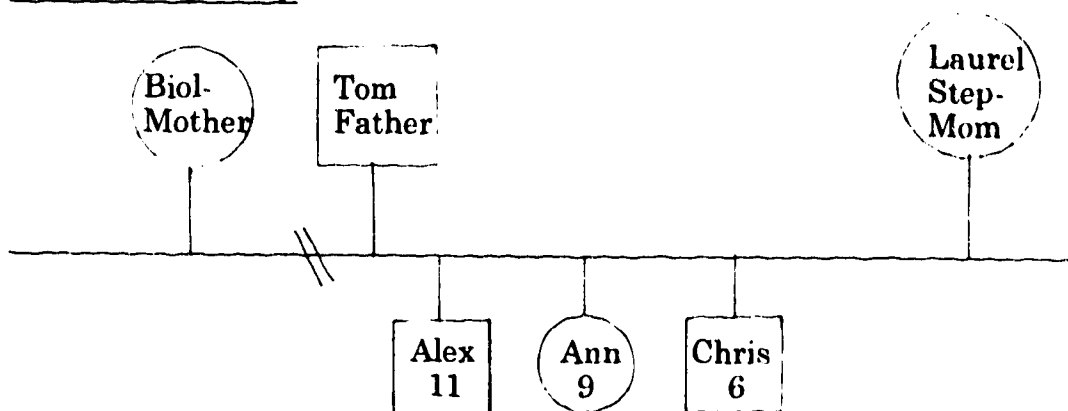 Biol-
Mother
Tom
Father
Laurel
Step-
Mom
Alex
11
Ann
9
Chris
6